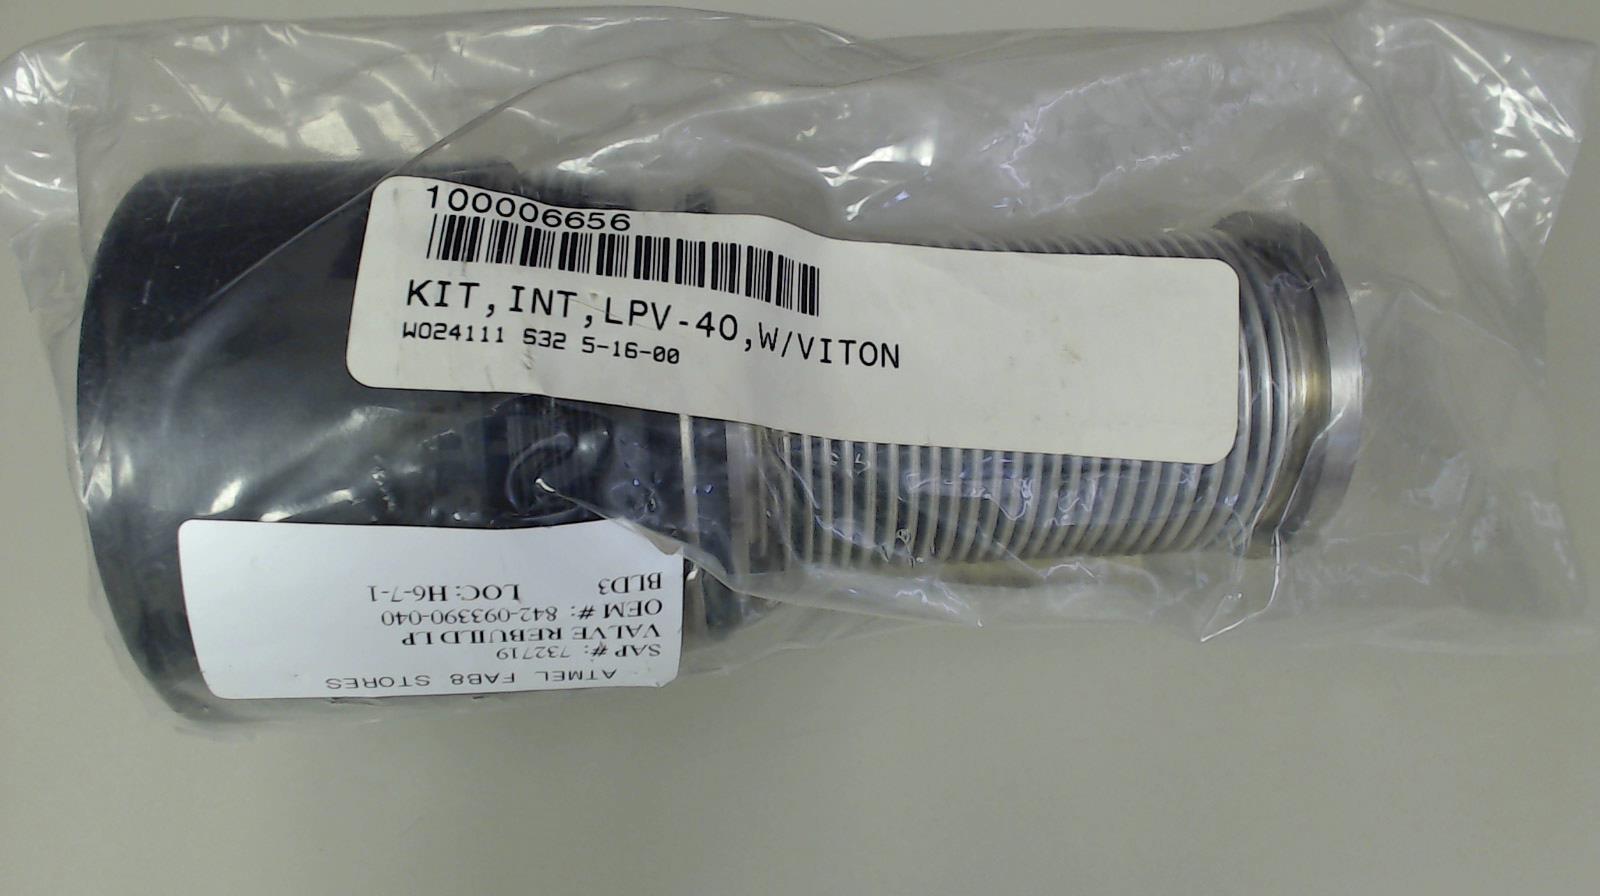 100006656
KIT,INT,LPV-40,W/VITON
WO24111 S32 5-16-00
ATMEL FAB8 STORES
SAP #: 732719
VALVE REBUILD LP
OEM #: 842-093390-040
BLD3 LOC: H6-7-1